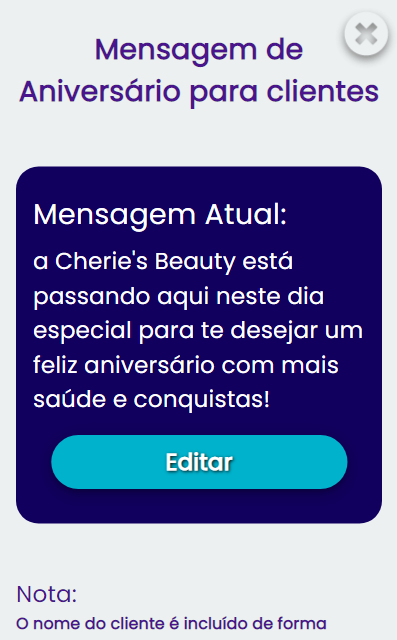 Mensagem de
Aniversário para clientes
Mensagem Atual:
a Cherie's Beauty está
passando aqui neste dia
especial para te desejar um
feliz aniversário com mais
saúde e conquistas!
Editar
Nota:
O nome do cliente é incluído de forma